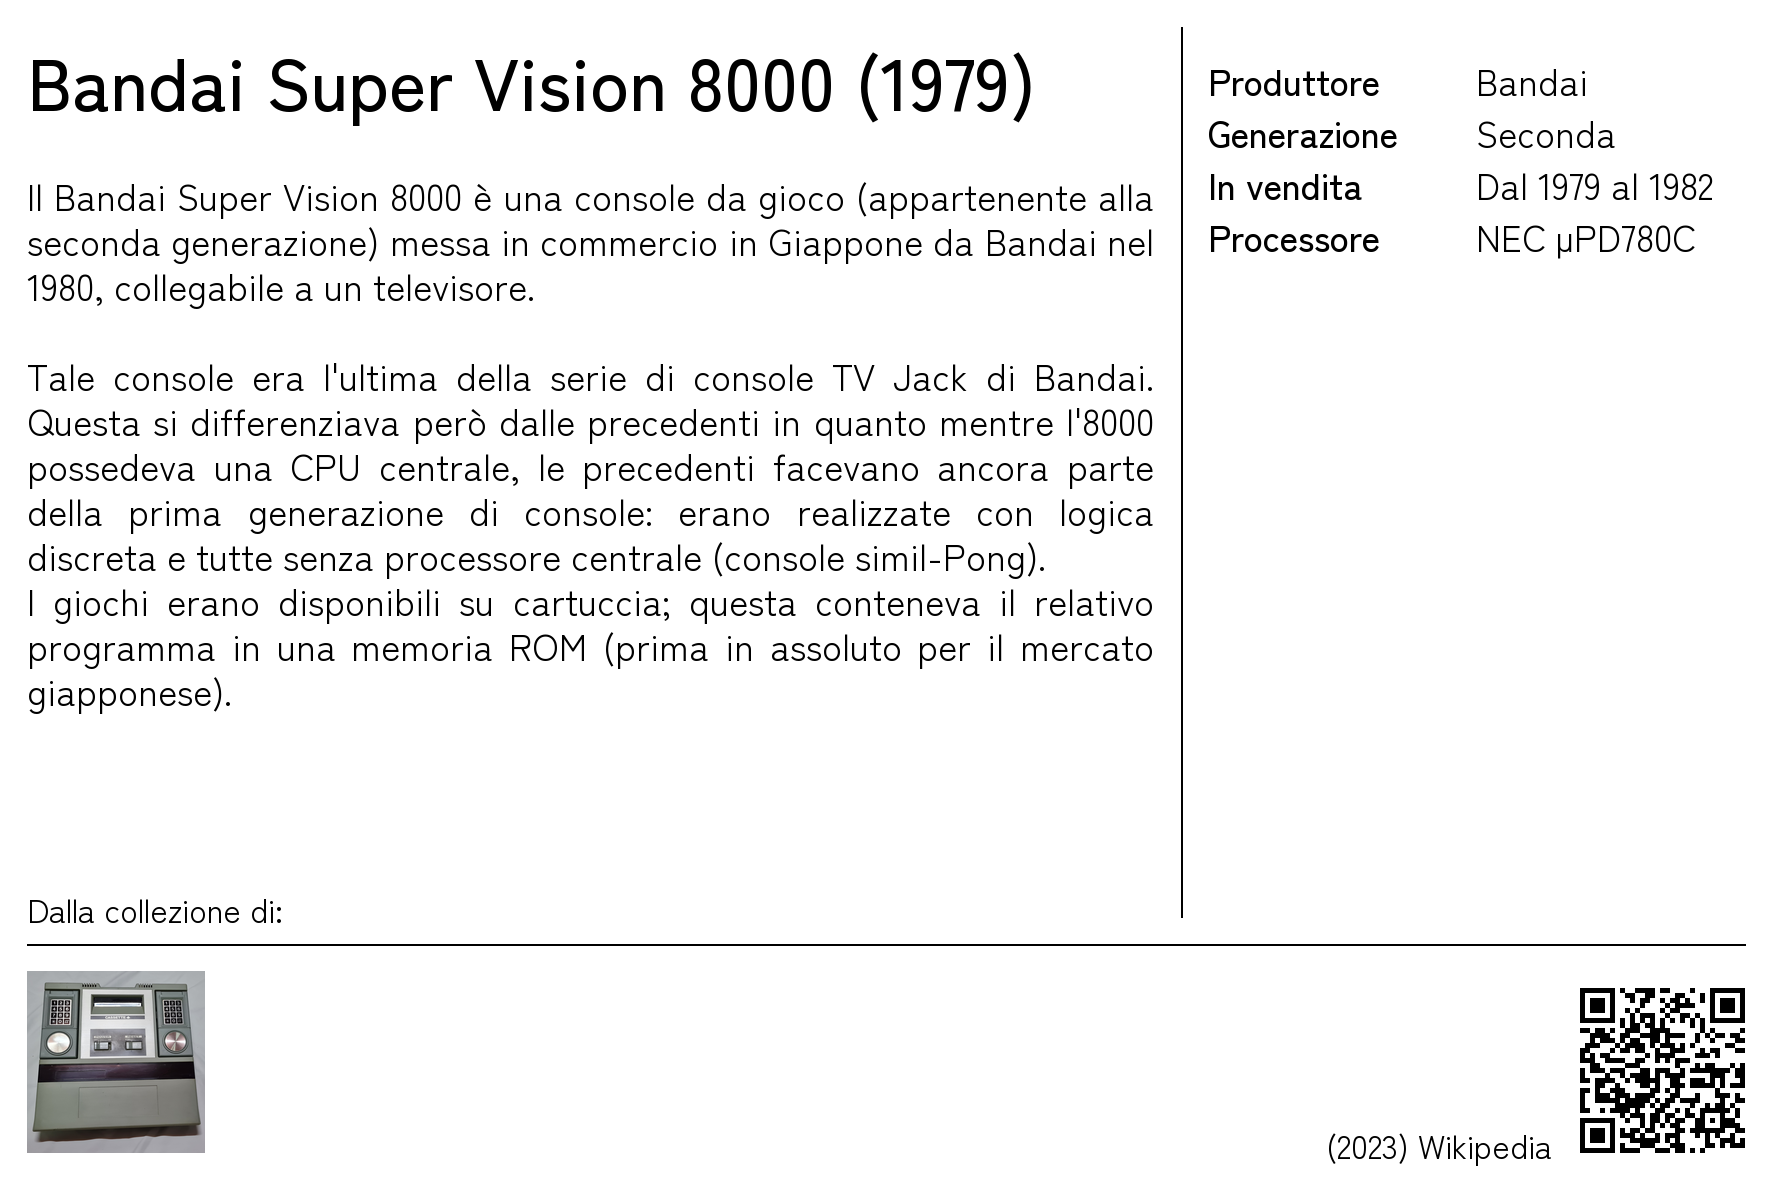 Bandai Super Vision 8000 (1979)
Il Bandai Super Vision 8000 è una console da gioco (appartenente alla
seconda generazione) messa in commercio in Giappone da Bandai nel
1980, collegabile a un televisore.
Tale console era l'ultima della serie di console TV Jack di Bandai.
Questa si differenziava però dalle precedenti in quanto mentre l'8000
possedeva una CPU centrale, le precedenti facevano ancora parte
della prima generazione di console: erano realizzate con logica
discreta e tutte senza processore centrale (console simil-Pong).
I giochi erano disponibili su cartuccia; questa conteneva il relativo
programma in una memoria ROM (prima in assoluto per il mercato
giapponese).
Produttore Bandai
Generazione Seconda
In vendita Dal 1979 al 1982
Processore NEC µPD780C
Dalla collezione di:
(2023) Wikipedia